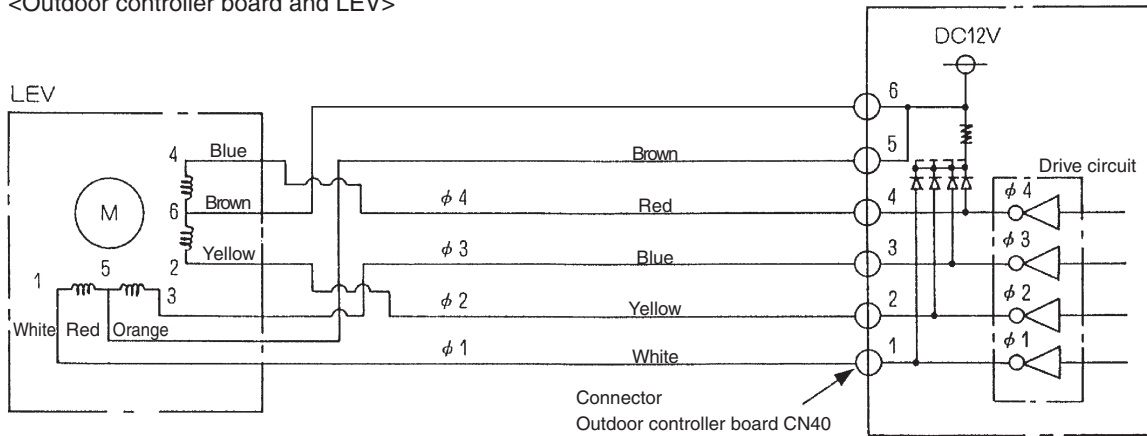 <Outdoor controller board and LEV>
DC12V
LEV
6
5
Brown
4 Blue
Drive circuit
M
6 Brown
ϕ 4
Red
4
ϕ 4
2 Yellow
ϕ 3
Blue
3
ϕ 3
1
5
3
ϕ 2
Yellow
2
ϕ 2
White Red Orange
ϕ 1
White
1
ϕ 1
Connector
Outdoor controller board CN40